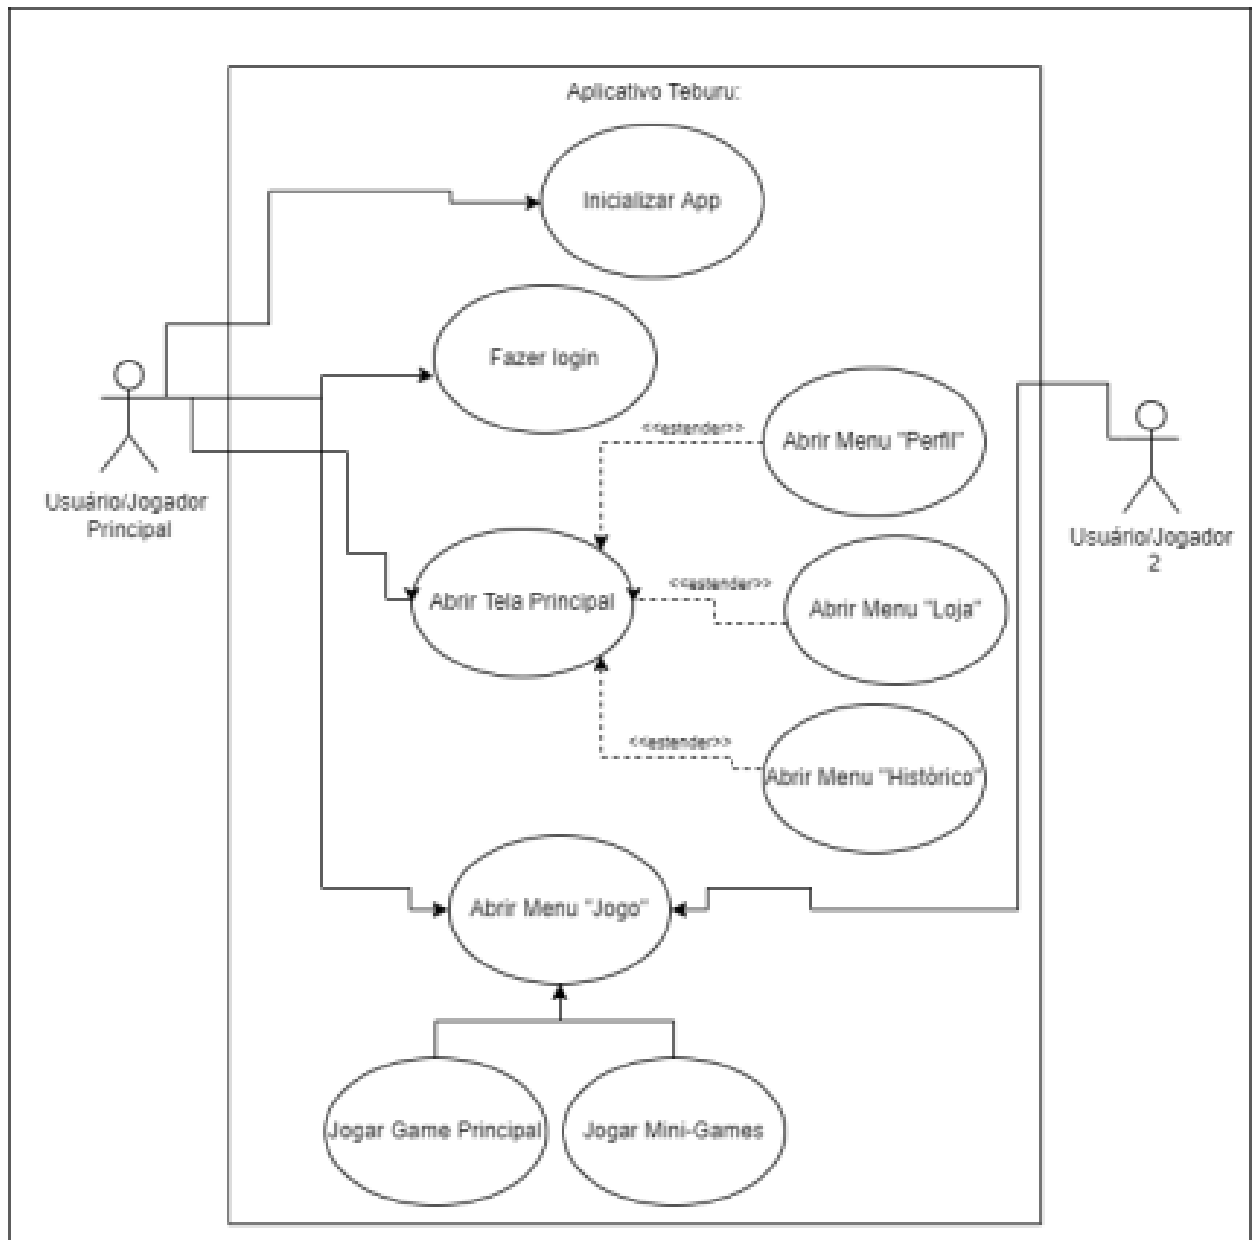 Aplicativo Teburu:
Inicializar App
Fazer login
<<estender>>
Abrir Menu "Perfil"
Usuário/Jogador
Principal
Usuário/Jogador
2
<<estender>>
Abrir Tela Principal
Abrir Menu "Loja"
<<estender>>
Abrir Menu "Histórico"
Abrir Menu "Jogo"
Jogar Game Principal
Jogar Mini-Games